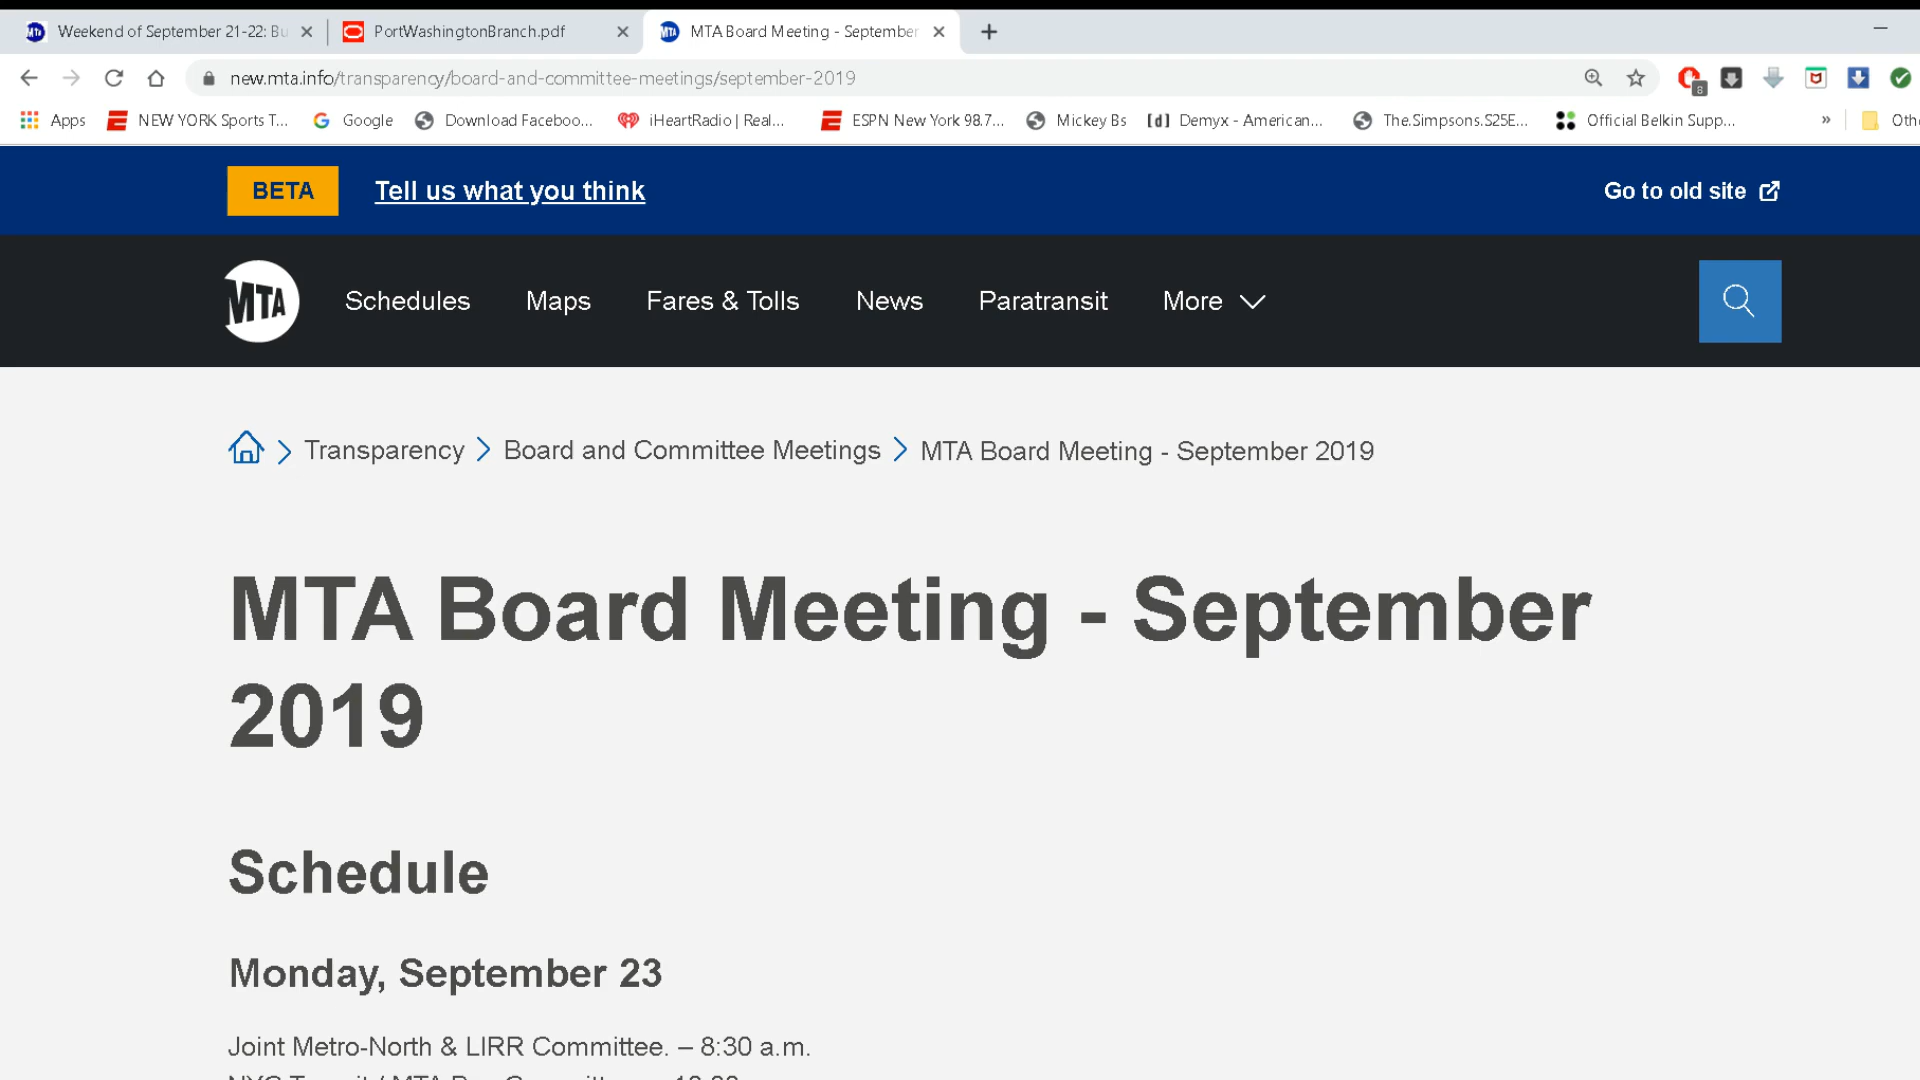 Weekend of September 21-22: Bu
PortWashingtonBranch.pdf
MTA Board Meeting - September
new.mta.info/transparency/board-and-committee-meetings/september-2019
8
Apps
NEW YORK Sports T...
Google
Download Faceboo...
iHeartRadio | Real...
ESPN New York 98.7...
Mickey Bs
[d] Demyx - American...
The.Simpsons.S25E...
Official Belkin Supp...
»
Othe
BETA
Tell us what you think
Go to old site
MTA
Schedules
Maps
Fares & Tolls
News
Paratransit
More
Transparency
Board and Committee Meetings
MTA Board Meeting - September 2019
MTA Board Meeting - September
2019
Schedule
Monday, September 23
Joint Metro-North & LIRR Committee. – 8:30 a.m.